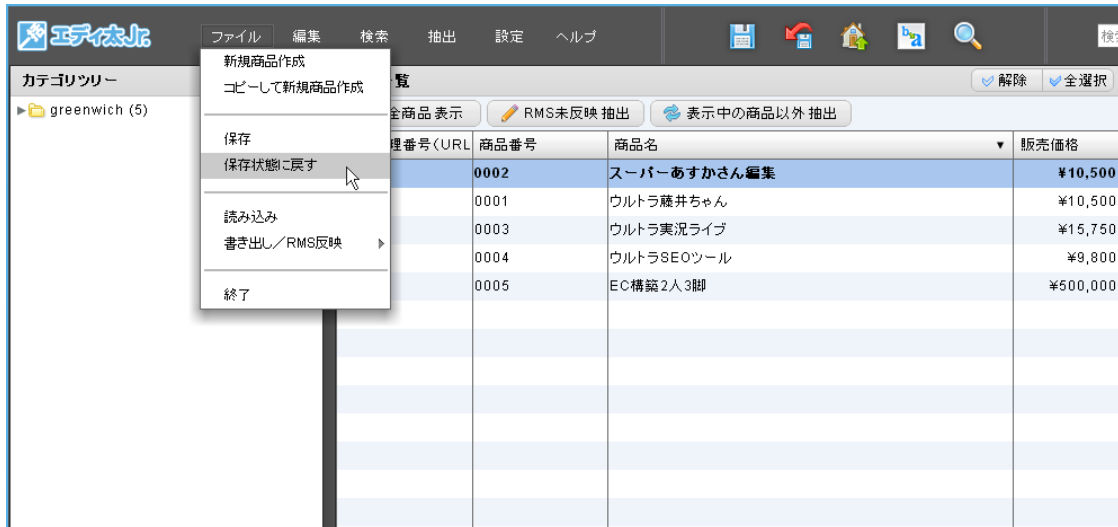 エディ太Jr.
ファイル 編集 検索 抽出 設定 ヘルプ
ba
検
新規商品作成
コピーして新規商品作成
保存
保存状態に戻す
読み込み
書き出し／RMS反映
終了
カテゴリツリー
覧
解除 全選択
greenwich (5)
全商品 表示 RMS未反映 抽出 表示中の商品以外 抽出
理番号(URL 商品番号 商品名 ▼ 販売価格
0002 スーパーあすかさん編集 ¥10,500
0001 ウルトラ藤井ちゃん ¥10,500
0003 ウルトラ実況ライブ ¥15,750
0004 ウルトラSEOツール ¥9,800
0005 EC構築2人3脚 ¥500,000